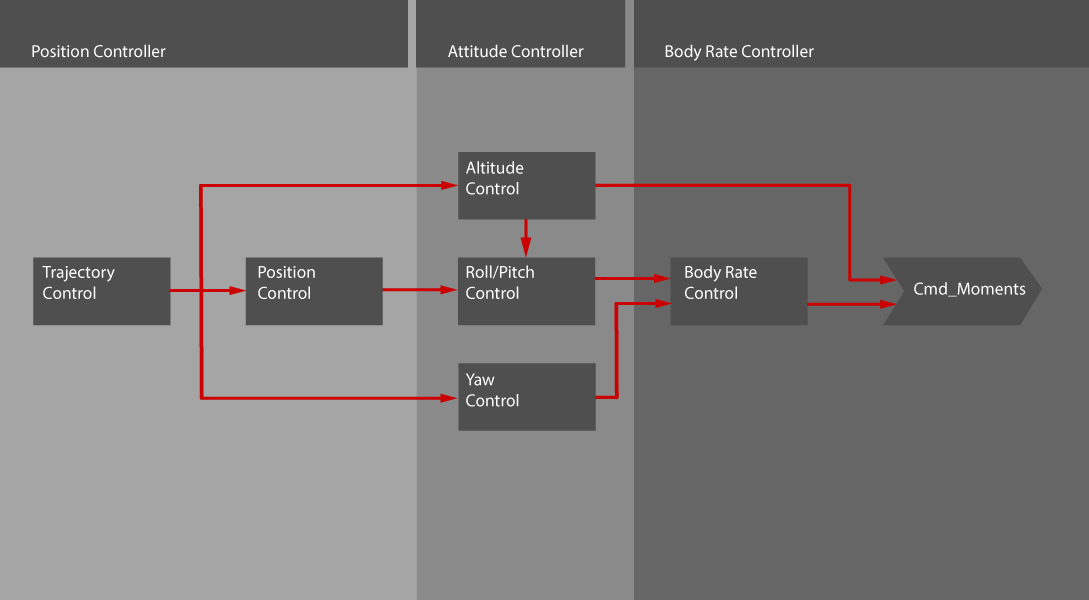 Position Controller
Attitude Controller
Body Rate Controller
Altitude
Control
Trajectory
Control
Position
Control
Roll/Pitch
Control
Body Rate
Control
Cmd_Moments
Yaw
Control